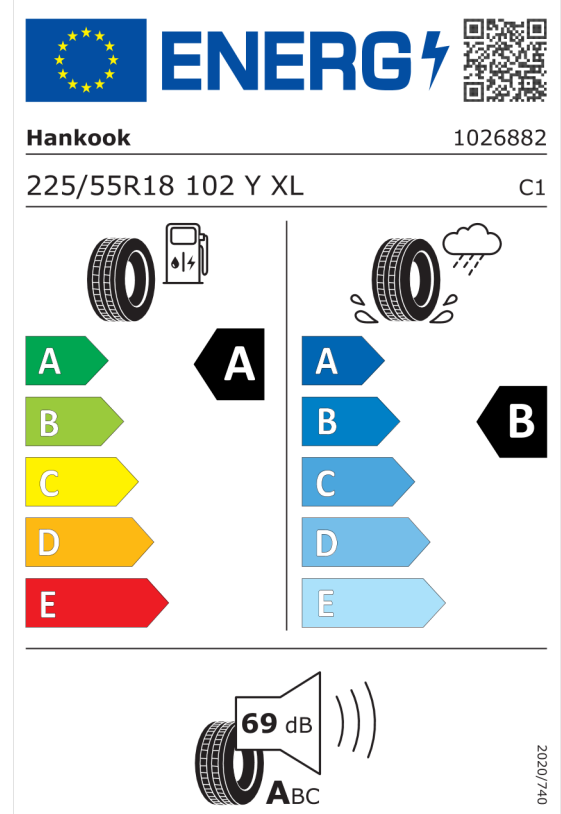 ENERG
Hankook 1026882
225/55R18 102 Y XL C1
A A
B
C
D
E
A
B B
C
D
E
69 dB
ABC
2020/740